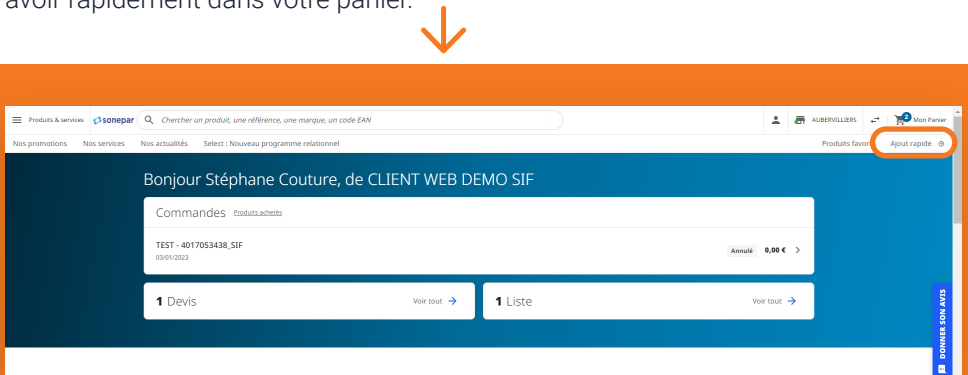 avoir rapidement dans votre panier.
Produits & services
sonepar
Chercher un produit, une référence, une marque, un code EAN
AUBERVILLIERS
2
Mon Panier
Nos promotions
Nos services
Nos actualités
Select : Nouveau programme relationnel
Produits favor
Ajout rapide
Bonjour Stéphane Couture, de CLIENT WEB DEMO SIF
Commandes
Produits achetés
TEST - 4017053438_SIF
03/01/2023
Annulé
0,00 €
1 Devis
Voir tout
1 Liste
Voir tout
DONNER SON AVIS